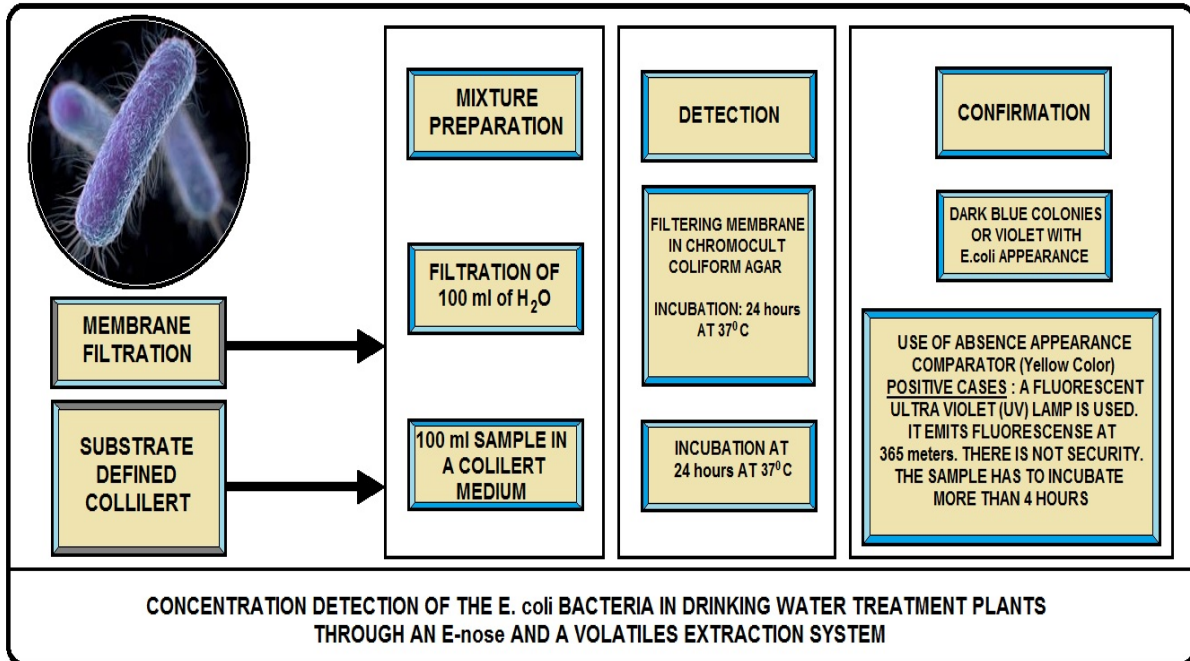 MEMBRANE
FILTRATION
SUBSTRATE
DEFINED
COLLILERT
MIXTURE
PREPARATION
FILTRATION OF
100 ml of H₂O
100 ml SAMPLE IN
A COLILERT
MEDIUM
DETECTION
FILTERING MEMBRANE
IN CHROMOCULT
COLIFORM AGAR
INCUBATION: 24 hours
AT 37⁰ C
INCUBATION AT
24 hours AT 37⁰C
CONFIRMATION
DARK BLUE COLONIES
OR VIOLET WITH
E.coli APPEARANCE
USE OF ABSENCE APPEARANCE
COMPARATOR (Yellow Color)
POSITIVE CASES : A FLUORESCENT
ULTRA VIOLET (UV) LAMP IS USED.
IT EMITS FLUORESCENSE AT
365 meters. THERE IS NOT SECURITY.
THE SAMPLE HAS TO INCUBATE
MORE THAN 4 HOURS
CONCENTRATION DETECTION OF THE E. coli BACTERIA IN DRINKING WATER TREATMENT PLANTS
THROUGH AN E-nose AND A VOLATILES EXTRACTION SYSTEM